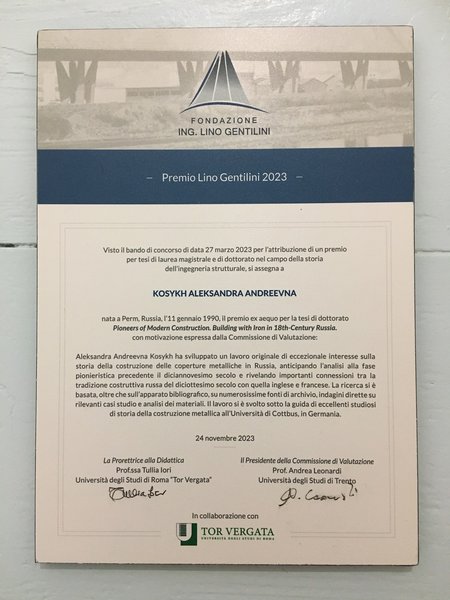 FONDAZIONE
ING. LINO GENTILINI
– Premio Lino Gentilini 2023 –
Visto il bando di concorso di data 27 marzo 2023 per l'attribuzione di un premio
per tesi di laurea magistrale e di dottorato nel campo della storia
dell'ingegneria strutturale, si assegna a
KOSYKH ALEKSANDRA ANDREEVNA
nata a Perm, Russia, l'11 gennaio 1990, il premio ex aequo per la tesi di dottorato
Pioneers of Modern Construction. Building with Iron in 18th-Century Russia.
con motivazione espressa dalla Commissione di Valutazione:
Aleksandra Andreevna Kosykh ha sviluppato un lavoro originale di eccezionale interesse sulla
storia della costruzione delle coperture metalliche in Russia, anticipando l'analisi alla fase
pionieristica precedente il diciannovesimo secolo e rivelando importanti connessioni tra la
tradizione costruttiva russa del diciottesimo secolo con quella inglese e francese. La ricerca si è
basata, oltre che sull'apparato bibliografico, su numerosissime fonti di archivio, indagini dirette su
rilevanti casi studio e analisi dei materiali. Il lavoro si è svolto sotto la guida di eccellenti studiosi
di storia della costruzione metallica all'Università di Cottbus, in Germania.
24 novembre 2023
La Prorettrice alla Didattica
Prof.ssa Tullia Iori
Università degli Studi di Roma "Tor Vergata"
Il Presidente della Commissione di Valutazione
Prof. Andrea Leonardi
Università degli Studi di Trento
In collaborazione con
TOR VERGATA
UNIVERSITÀ DEGLI STUDI DI ROMA